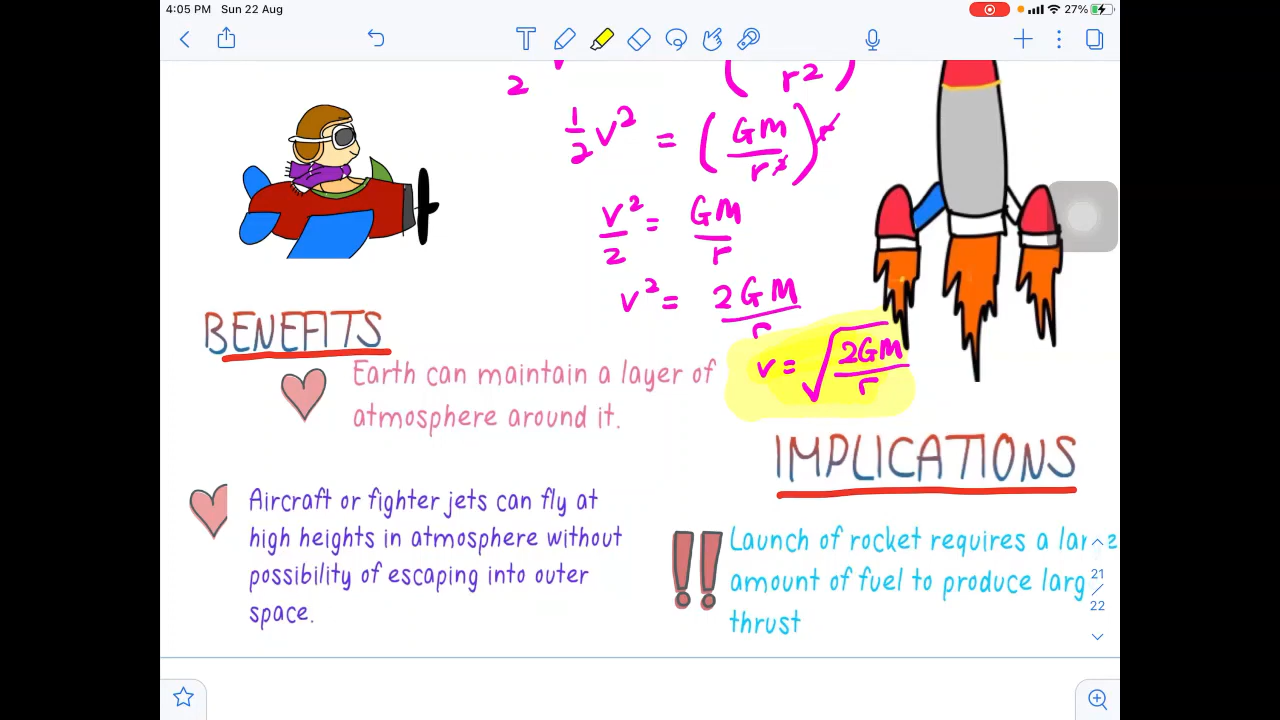 4:05 PM Sun 22 Aug
27%
T
2
( r² )
1/2 v² = (GM/r²) r
v²/2 = GM/r
v² = 2GM/r
v = √(2GM/r)
BENEFITS
Earth can maintain a layer of
atmosphere around it.
Aircraft or fighter jets can fly at
high heights in atmosphere without
possibility of escaping into outer
space.
IMPLICATIONS
!! Launch of rocket requires a lar
amount of fuel to produce larg
thrust
21
/
22